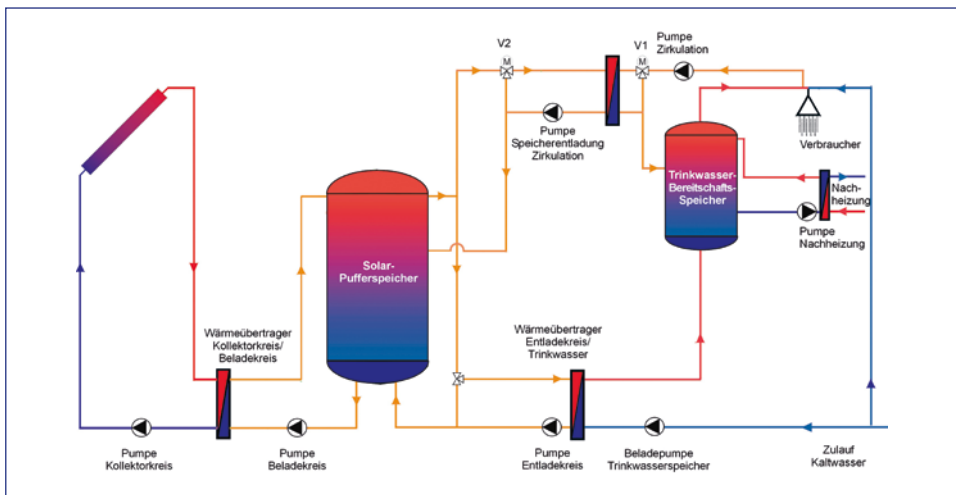 V2
M
V1
M
Pumpe
Zirkulation
Pumpe
Speicherentladung
Zirkulation
Verbraucher
Trinkwasser-
Bereitschafts-
Speicher
Nach-
heizung
Pumpe
Nachheizung
Solar-
Pufferspeicher
Wärmeübertrager
Kollektorkreis/
Beladekreis
Wärmeübertrager
Entladekreis/
Trinkwasser
Pumpe
Kollektorkreis
Pumpe
Beladekreis
Pumpe
Entladekreis
Beladepumpe
Trinkwasserspeicher
Zulauf
Kaltwasser